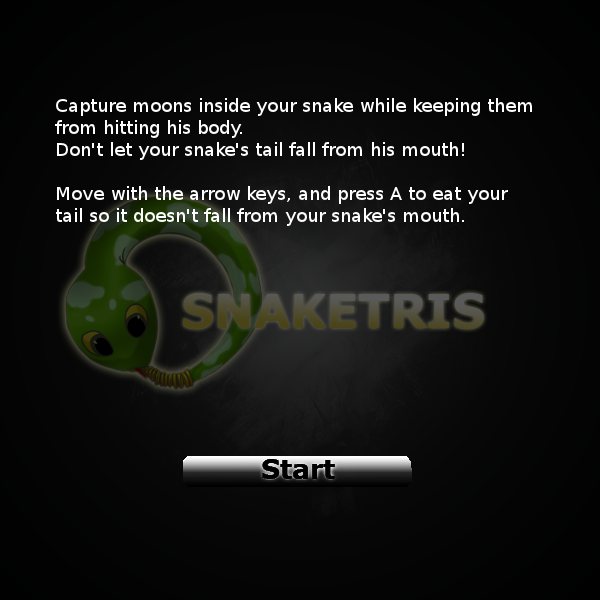 Capture moons inside your snake while keeping them
from hitting his body.
Don't let your snake's tail fall from his mouth!
Move with the arrow keys, and press A to eat your
tail so it doesn't fall from your snake's mouth.
SNAKETRIS
Start